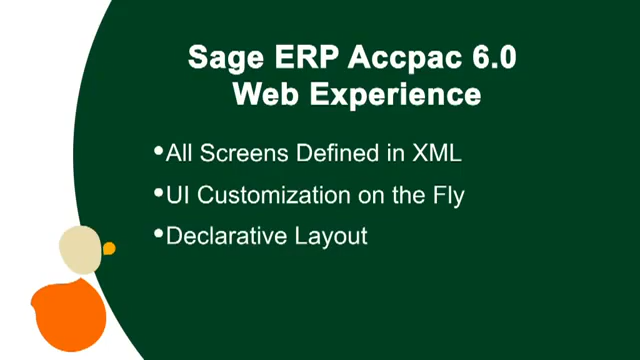 Sage ERP Accpac 6.0
Web Experience
•All Screens Defined in XML
•UI Customization on the Fly
•Declarative Layout